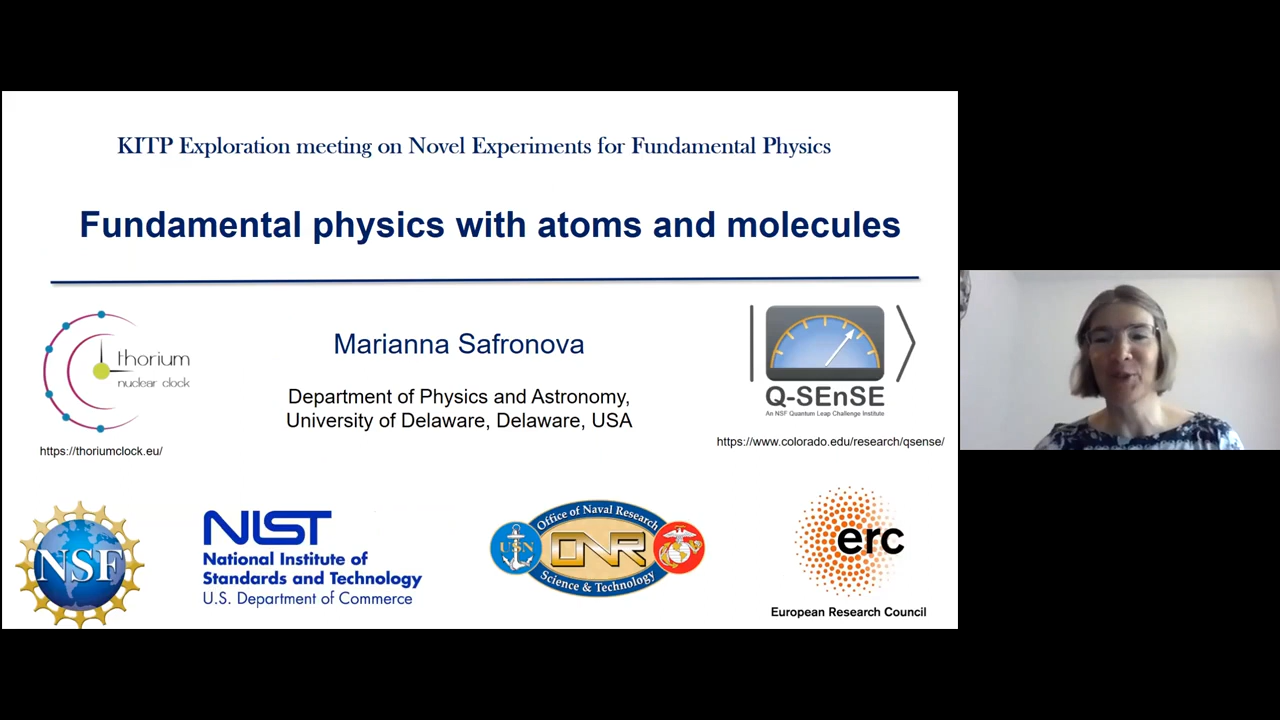 KITP Exploration meeting on Novel Experiments for Fundamental Physics
Fundamental physics with atoms and molecules
thorium
nuclear clock
https://thoriumclock.eu/
Marianna Safronova
Department of Physics and Astronomy,
University of Delaware, Delaware, USA
Q-SEnSE
An NSF Quantum Leap Challenge Institute
https://www.colorado.edu/research/qsense/
NSF
NIST
National Institute of
Standards and Technology
U.S. Department of Commerce
Office of Naval Research
USN
ONR
Science & Technology
erc
European Research Council